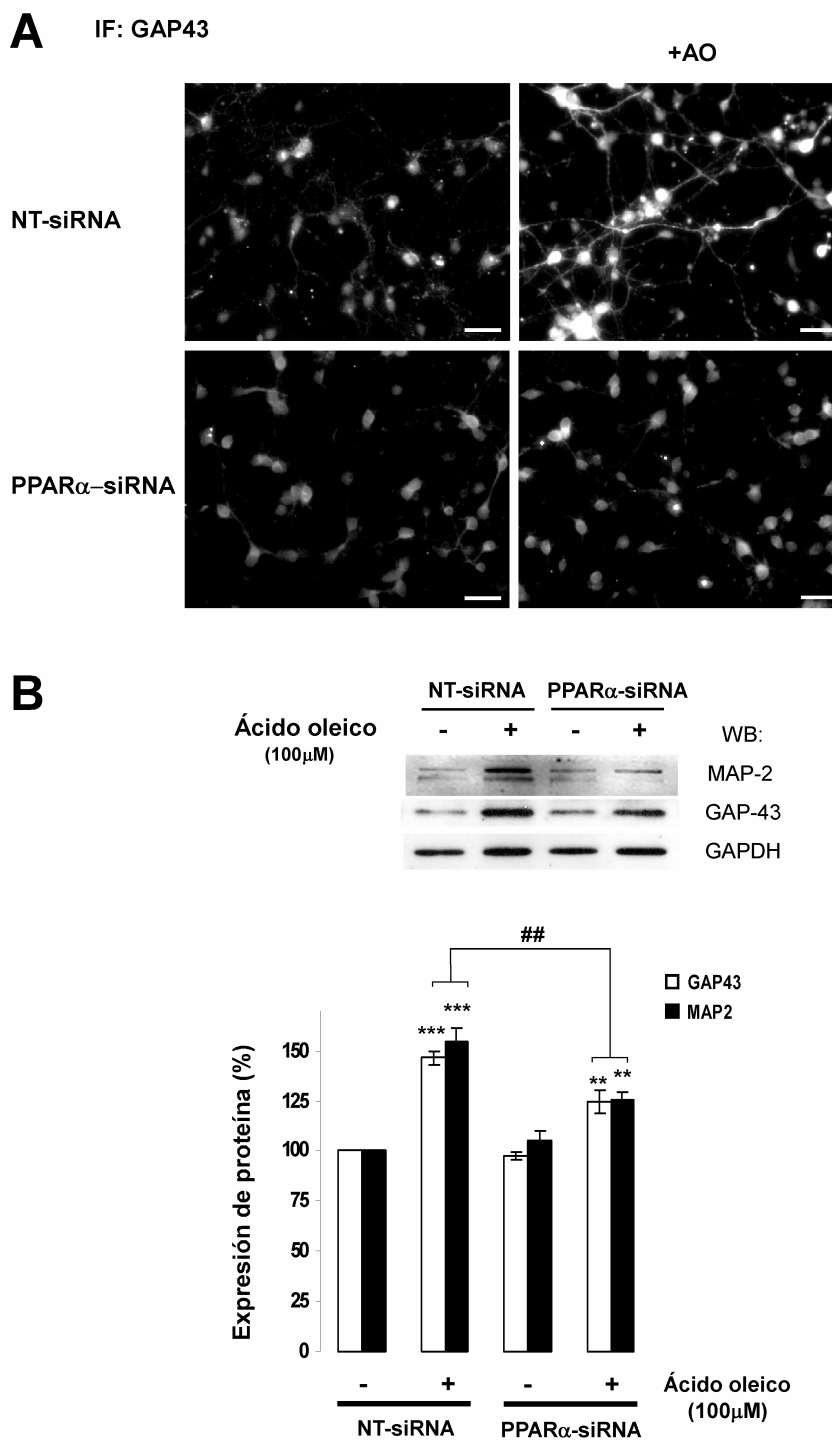 A
IF: GAP43
+AO
NT-siRNA
PPARα–siRNA
B
NT-siRNA PPARα-siRNA
Ácido oleico - + - + WB:
(100µM)
MAP-2
GAP-43
GAPDH
##
GAP43
MAP2
*** ***
** **
Expresión de proteína (%)
150
125
100
75
50
25
0
- + - + Ácido oleico
(100µM)
NT-siRNA PPARα-siRNA